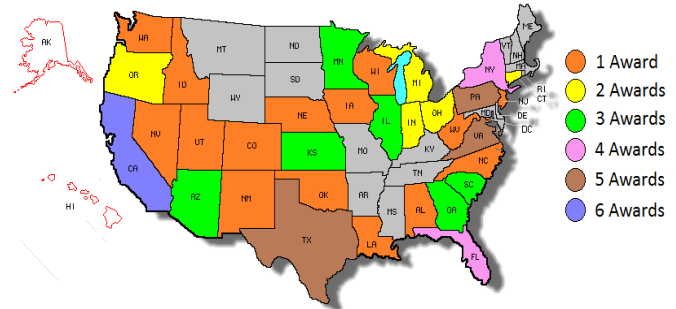 AK
WA
MT
ND
MN
ME
VT
NH
OR
ID
SD
WI
MI
NY
MA
WY
IA
PA
RI
CT
NJ
NV
UT
CO
NE
IL
IN
OH
WV
MD
DE
DC
CA
KS
MO
KY
VA
AZ
NM
OK
AR
TN
NC
SC
HI
TX
LA
MS
AL
GA
FL
1 Award
2 Awards
3 Awards
4 Awards
5 Awards
6 Awards